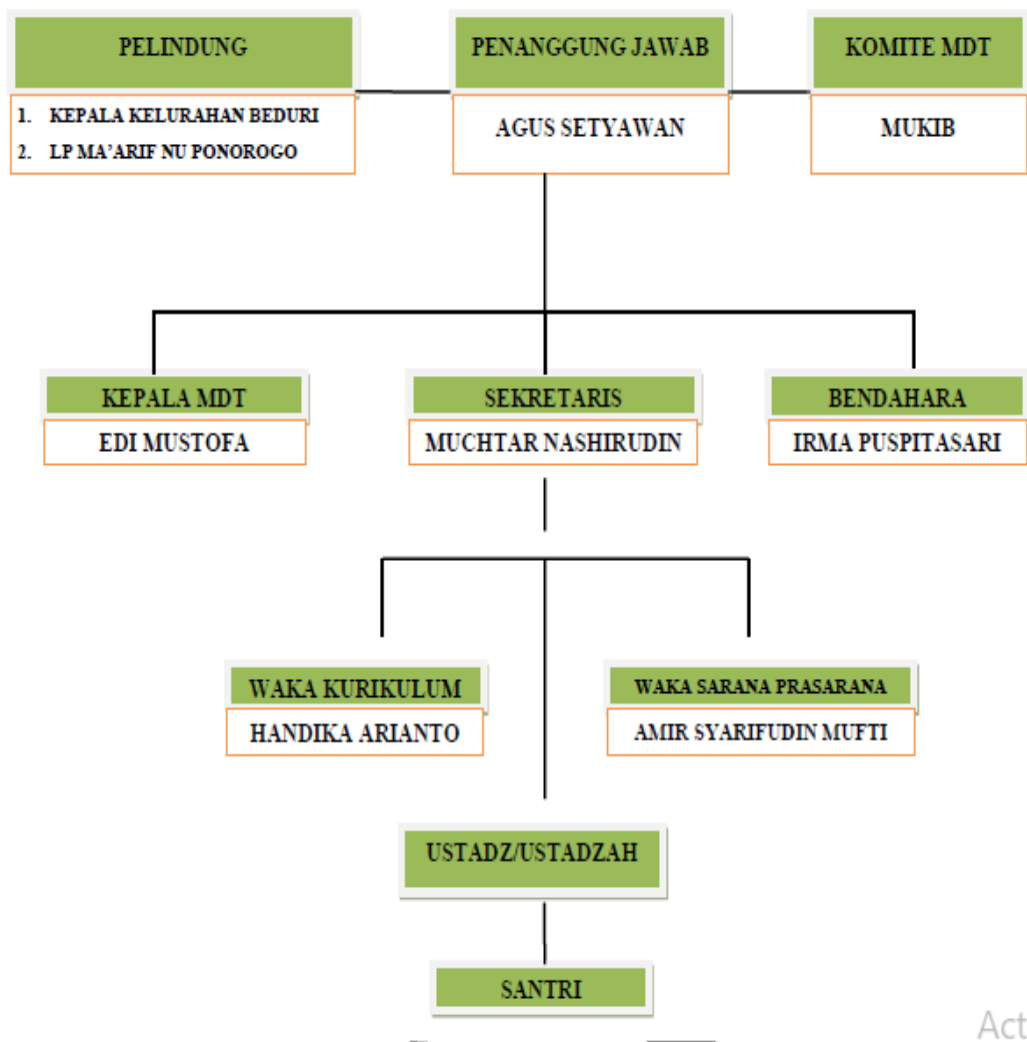 PELINDUNG
PENANGGUNG JAWAB
KOMITE MDT
1. KEPALA KELURAHAN BEDURI
2. LP MA'ARIF NU PONOROGO
AGUS SETYAWAN
MUKIB
KEPALA MDT
SEKRETARIS
BENDAHARA
EDI MUSTOFA
MUCHTAR NASHIRUDIN
IRMA PUSPITASARI
WAKA KURIKULUM
WAKA SARANA PRASARANA
HANDIKA ARIANTO
AMIR SYARIFUDIN MUFTI
USTADZ/USTADZAH
SANTRI
Act